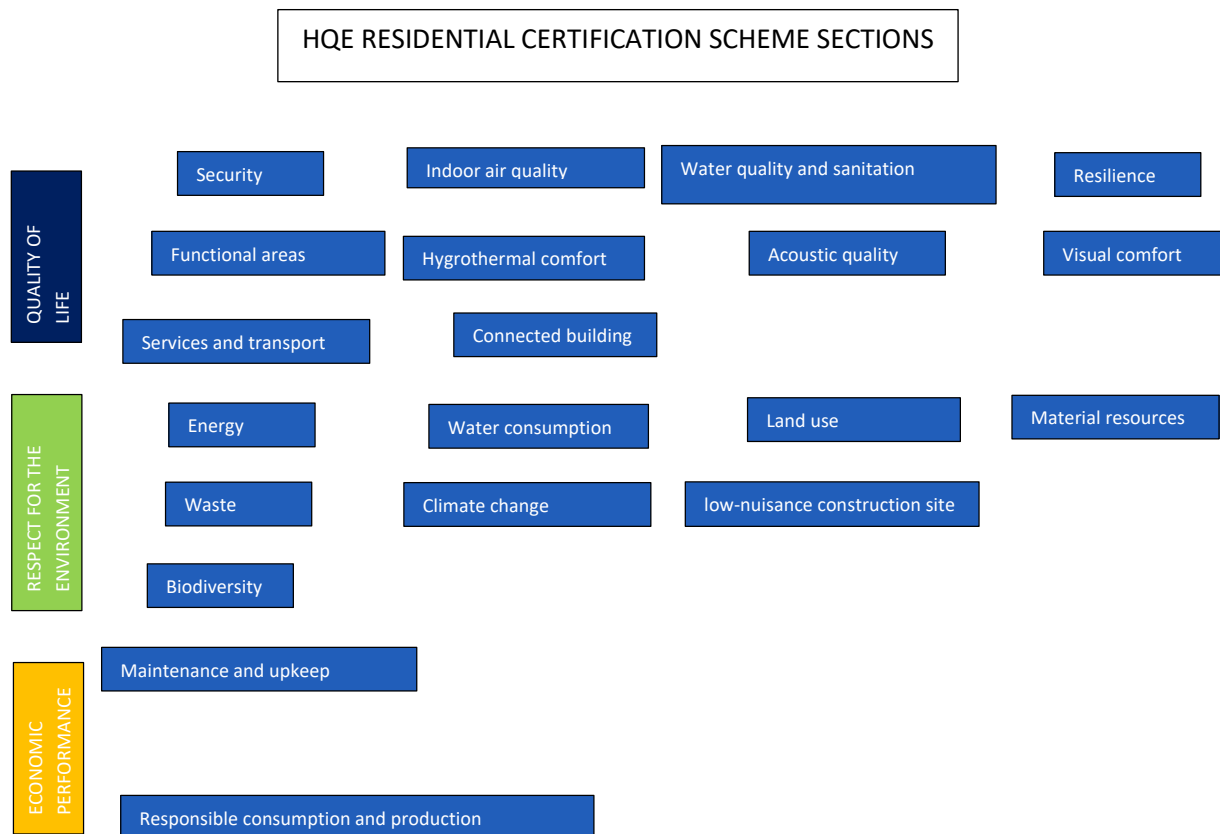 HQE RESIDENTIAL CERTIFICATION SCHEME SECTIONS
QUALITY OF
LIFE
Security
Indoor air quality
Water quality and sanitation
Resilience
Functional areas
Hygrothermal comfort
Acoustic quality
Visual comfort
Services and transport
Connected building
RESPECT FOR THE
ENVIRONMENT
Energy
Water consumption
Land use
Material resources
Waste
Climate change
low-nuisance construction site
Biodiversity
ECONOMIC
PERFORMANCE
Maintenance and upkeep
Responsible consumption and production